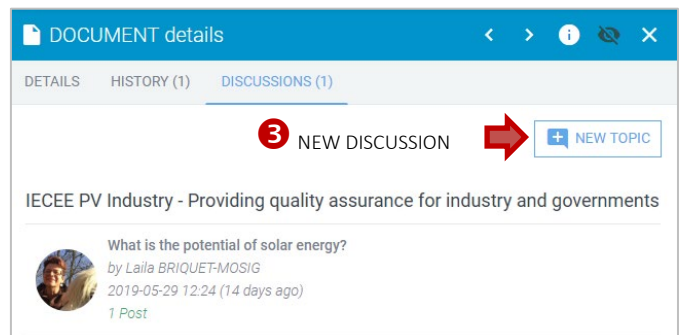 DOCUMENT details
DETAILS HISTORY (1) DISCUSSIONS (1)
3 NEW DISCUSSION NEW TOPIC
IECEE PV Industry - Providing quality assurance for industry and governments
What is the potential of solar energy?
by Laila BRIQUET-MOSIG
2019-05-29 12:24 (14 days ago)
1 Post